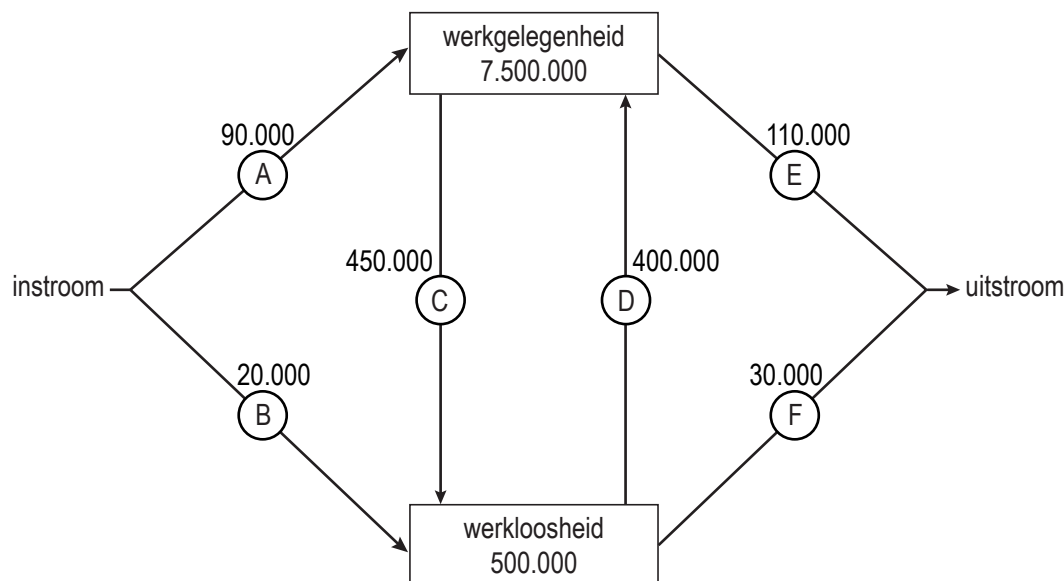 werkgelegenheid
7.500.000
90.000
A
110.000
E
instroom
450.000
C
400.000
D
uitstroom
20.000
B
30.000
F
werkloosheid
500.000